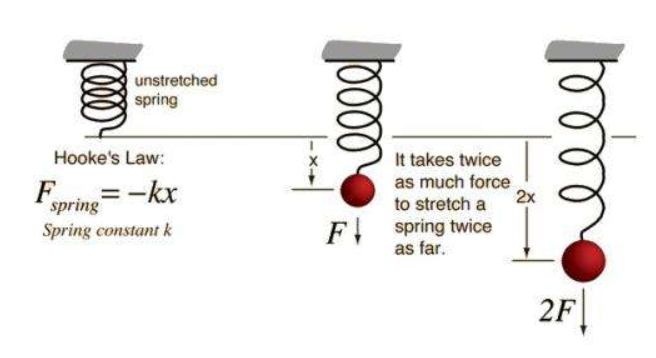 unstretched
spring
Hooke's Law:
F spring = -kx
Spring constant k
x
F
It takes twice
as much force
to stretch a
spring twice
as far.
2x
2F